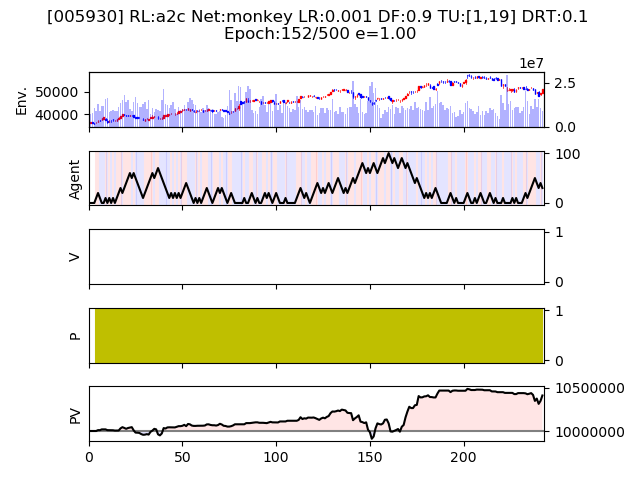 [005930] RL:a2c Net:monkey LR:0.001 DF:0.9 TU:[1,19] DRT:0.1
Epoch:152/500 e=1.00
1e7
Env.
50000
40000
2.5
0.0
Agent
100
0
V
1
0
P
1
0
PV
10500000
10000000
0 50 100 150 200